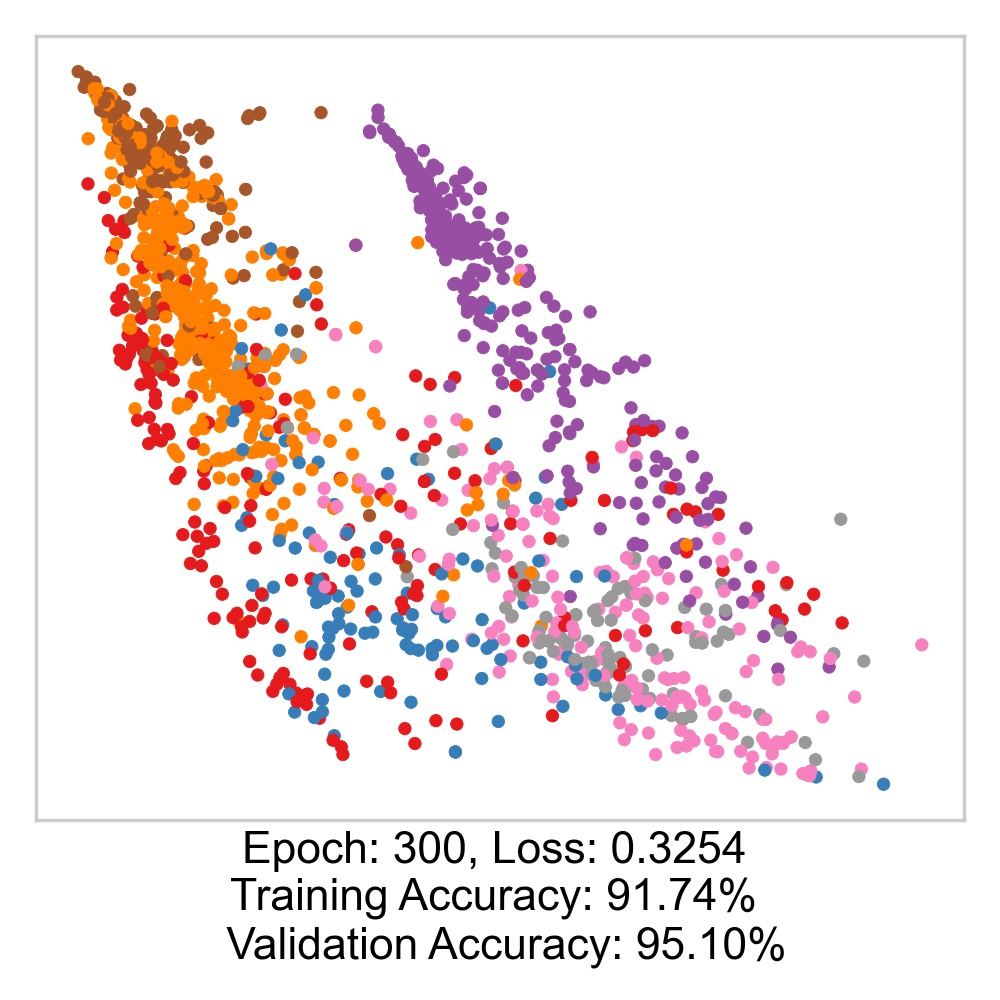 Epoch: 300, Loss: 0.3254
Training Accuracy: 91.74%
Validation Accuracy: 95.10%